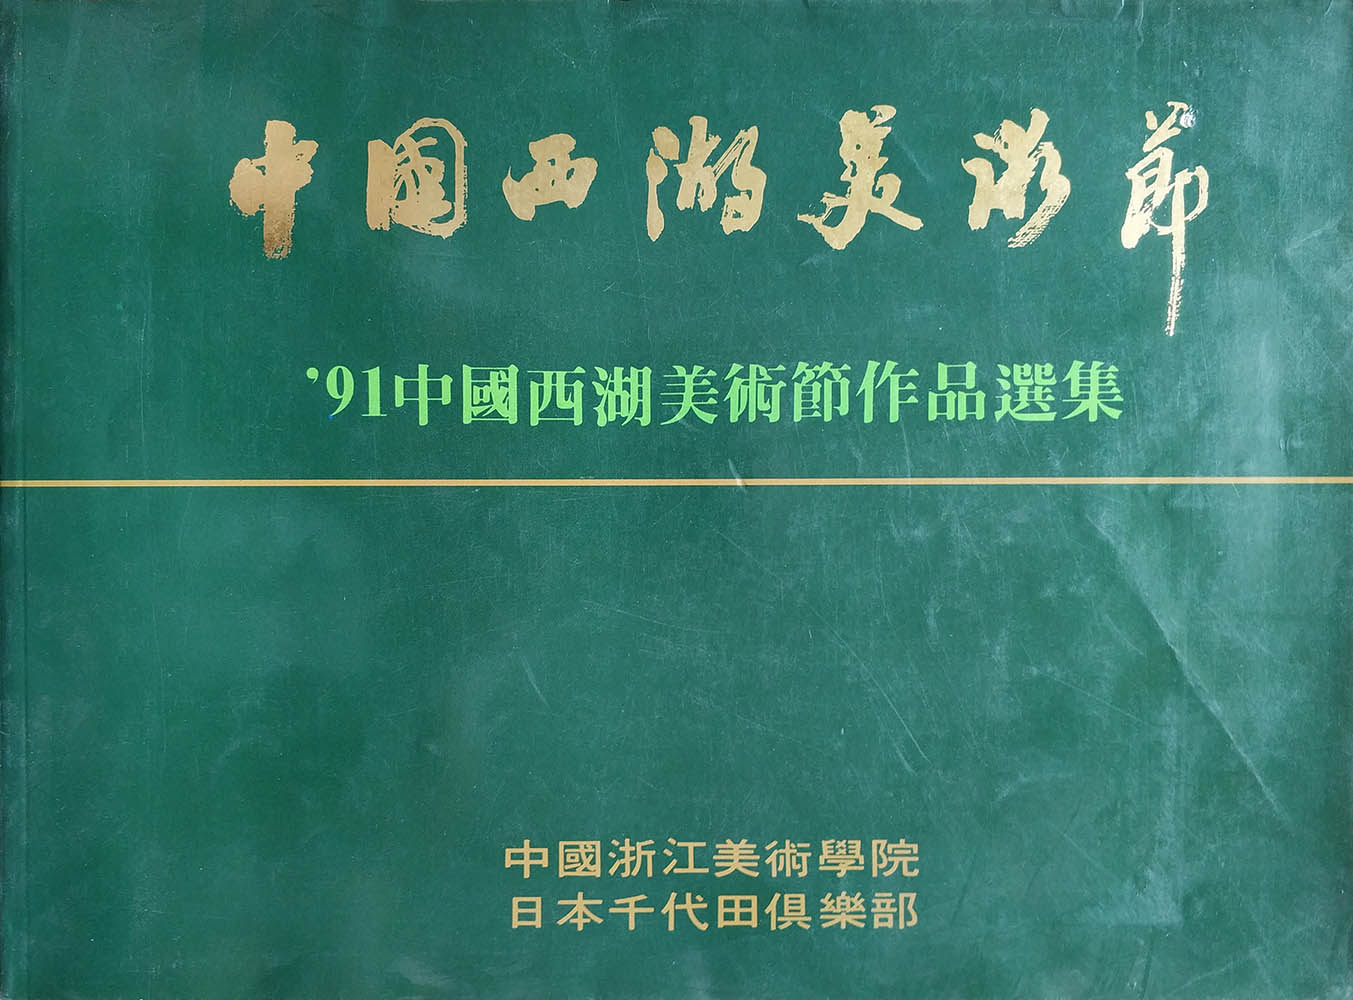 中國西湖美術節
'91中國西湖美術節作品選集
中國浙江美術學院
日本千代田俱樂部